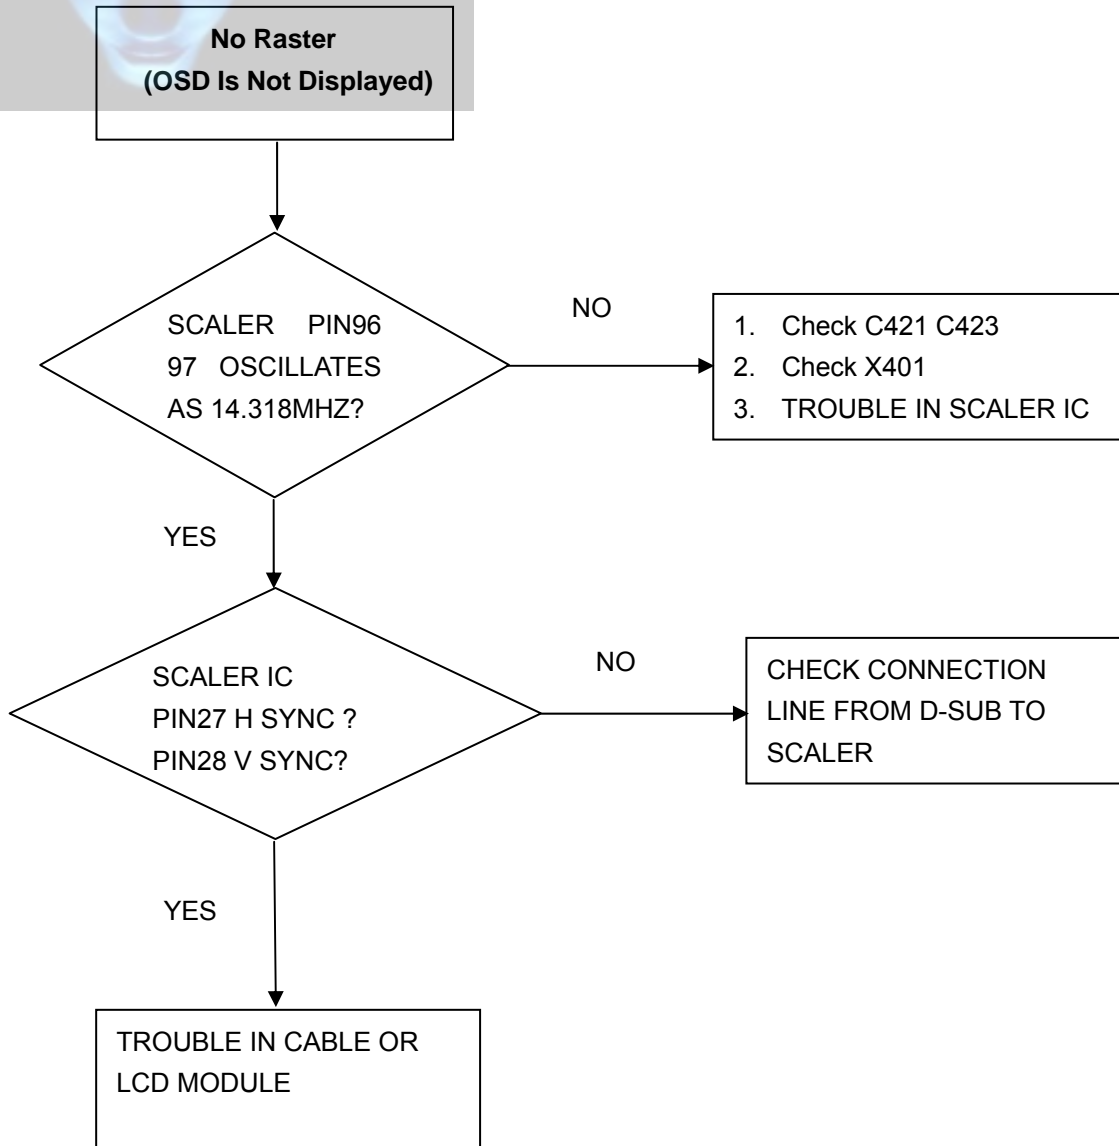 No Raster
(OSD Is Not Displayed)
SCALER PIN96
97 OSCILLATES
AS 14.318MHZ?
NO
1. Check C421 C423
2. Check X401
3. TROUBLE IN SCALER IC
YES
SCALER IC
PIN27 H SYNC ?
PIN28 V SYNC?
NO
CHECK CONNECTION
LINE FROM D-SUB TO
SCALER
YES
TROUBLE IN CABLE OR
LCD MODULE